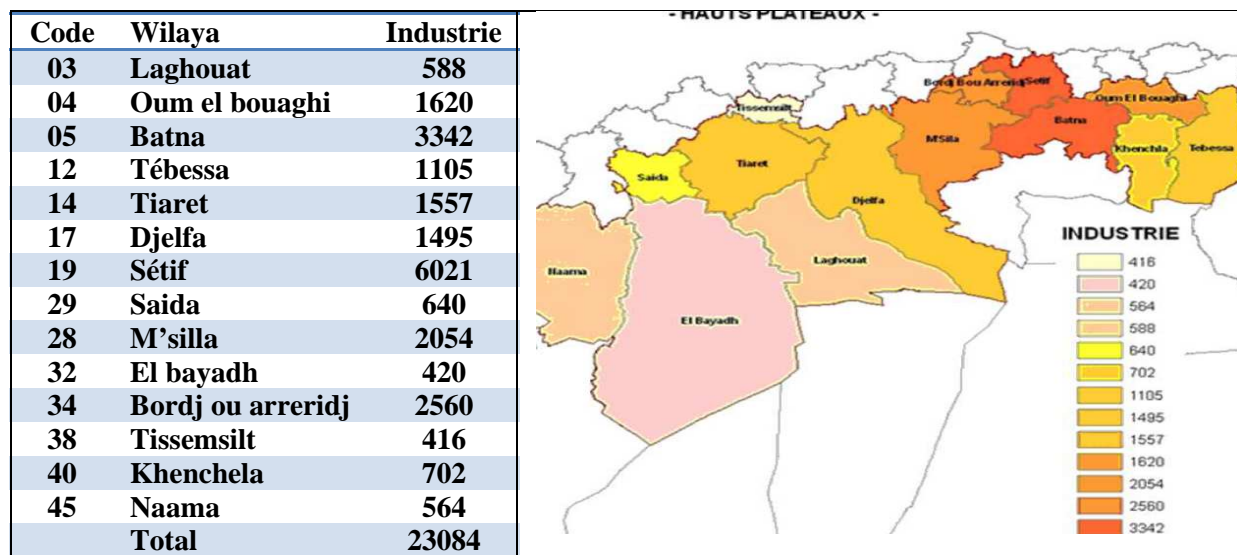 Code Wilaya Industrie
03 Laghouat 588
04 Oum el bouaghi 1620
05 Batna 3342
12 Tébessa 1105
14 Tiaret 1557
17 Djelfa 1495
19 Sétif 6021
29 Saida 640
28 M’silla 2054
32 El bayadh 420
34 Bordj ou arreridj 2560
38 Tissemsilt 416
40 Khenchela 702
45 Naama 564
Total 23084
- HAUTS PLATEAUX -
Bordj Bou Arreridj
Sétif
Tissemsilt
Oum El Bouaghi
Batna
M'Sila
Khenchla
Tebessa
Tiaret
Saida
Djelfa
Naama
Laghouat
El Bayadh
INDUSTRIE
416
420
564
588
640
702
1105
1495
1557
1620
2054
2560
3342